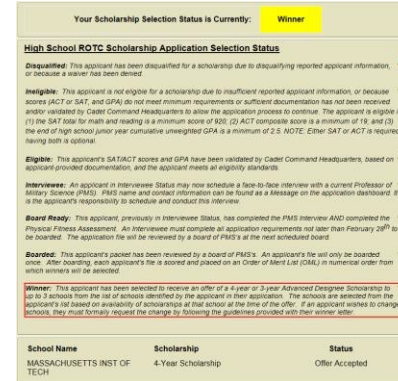 Your Scholarship Selection Status is Currently: Winner
High School ROTC Scholarship Application Selection Status
Disqualified: This applicant has been disqualified for a scholarship due to disqualifying reported applicant information,
or because a waiver has been denied.
Ineligible: This applicant is not eligible for a scholarship due to insufficient reported applicant information, or because
scores (ACT or SAT, and GPA) do not meet minimum requirements or sufficient documentation has not been received
and/or validated by Cadet Command Headquarters to allow the application process to continue. The applicant is eligible
(1) the SAT total for math and reading is a minimum score of 920; (2) ACT composite score is a minimum of 19; and (3)
the end of high school junior year cumulative unweighted GPA is a minimum of 2.5. NOTE: Either SAT or ACT is required
having both is optional.
Eligible: This applicant's SAT/ACT scores and GPA have been validated by Cadet Command Headquarters, based on
applicant-provided documentation, and the applicant meets all eligibility standards.
Interviewee: An applicant in Interviewee Status may now schedule a face-to-face interview with a current Professor of
Military Science (PMS). PMS name and contact information can be found as a Message on the application dashboard. It
is the applicant's responsibility to schedule and conduct this interview.
Board Ready: This applicant, previously in Interviewee Status, has completed the PMS Interview AND completed the
Physical Fitness Assessment. An Interviewee must complete all application requirements not later than February 28th to
be boarded. The application file will be reviewed by a board of PMS's at the next scheduled board.
Boarded: This applicant's packet has been reviewed by a board of PMS's. An applicant's file will only be boarded
once. After boarding, each applicant's file is scored and placed on an Order of Merit List (OML) in numerical order from
which winners will be selected.
Winner: This applicant has been selected to receive an offer of a 4-year or 3-year Advanced Designee Scholarship to
up to 3 schools from the list of schools identified by the applicant in their application. The schools are selected from the
applicant's list based on availability of scholarships at that school at the time of the offer. If an applicant wishes to change
schools, they must formally request the change by following the guidelines provided with their winner letter.
School Name Scholarship Status
MASSACHUSETTS INST OF 4-Year Scholarship Offer Accepted
TECH